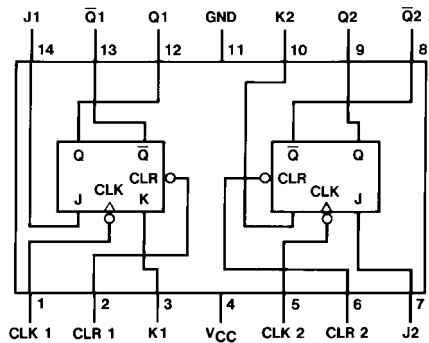 J1 Q̅1 Q1 GND K2 Q2 Q̅2
14 13 12 11 10 9 8
Q Q̅ Q̅ Q
CLR CLR
CLK CLK
J K J
1 2 3 4 5 6 7
CLK 1 CLR 1 K1 VCC CLK 2 CLR 2 J2